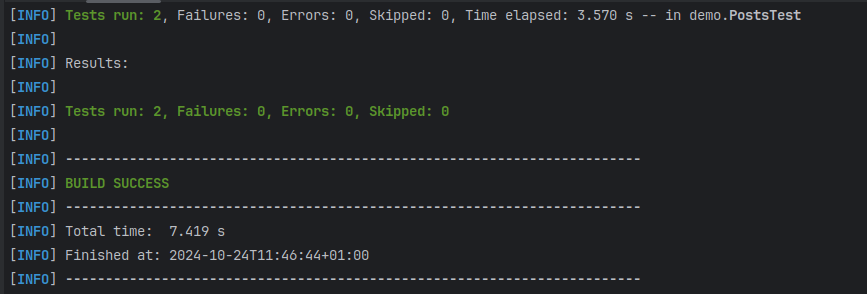 [INFO] Tests run: 2, Failures: 0, Errors: 0, Skipped: 0, Time elapsed: 3.570 s -- in demo.PostsTest
[INFO]
[INFO] Results:
[INFO]
[INFO] Tests run: 2, Failures: 0, Errors: 0, Skipped: 0
[INFO]
[INFO] ------------------------------------------------------------------------
[INFO] BUILD SUCCESS
[INFO] ------------------------------------------------------------------------
[INFO] Total time:  7.419 s
[INFO] Finished at: 2024-10-24T11:46:44+01:00
[INFO] ------------------------------------------------------------------------